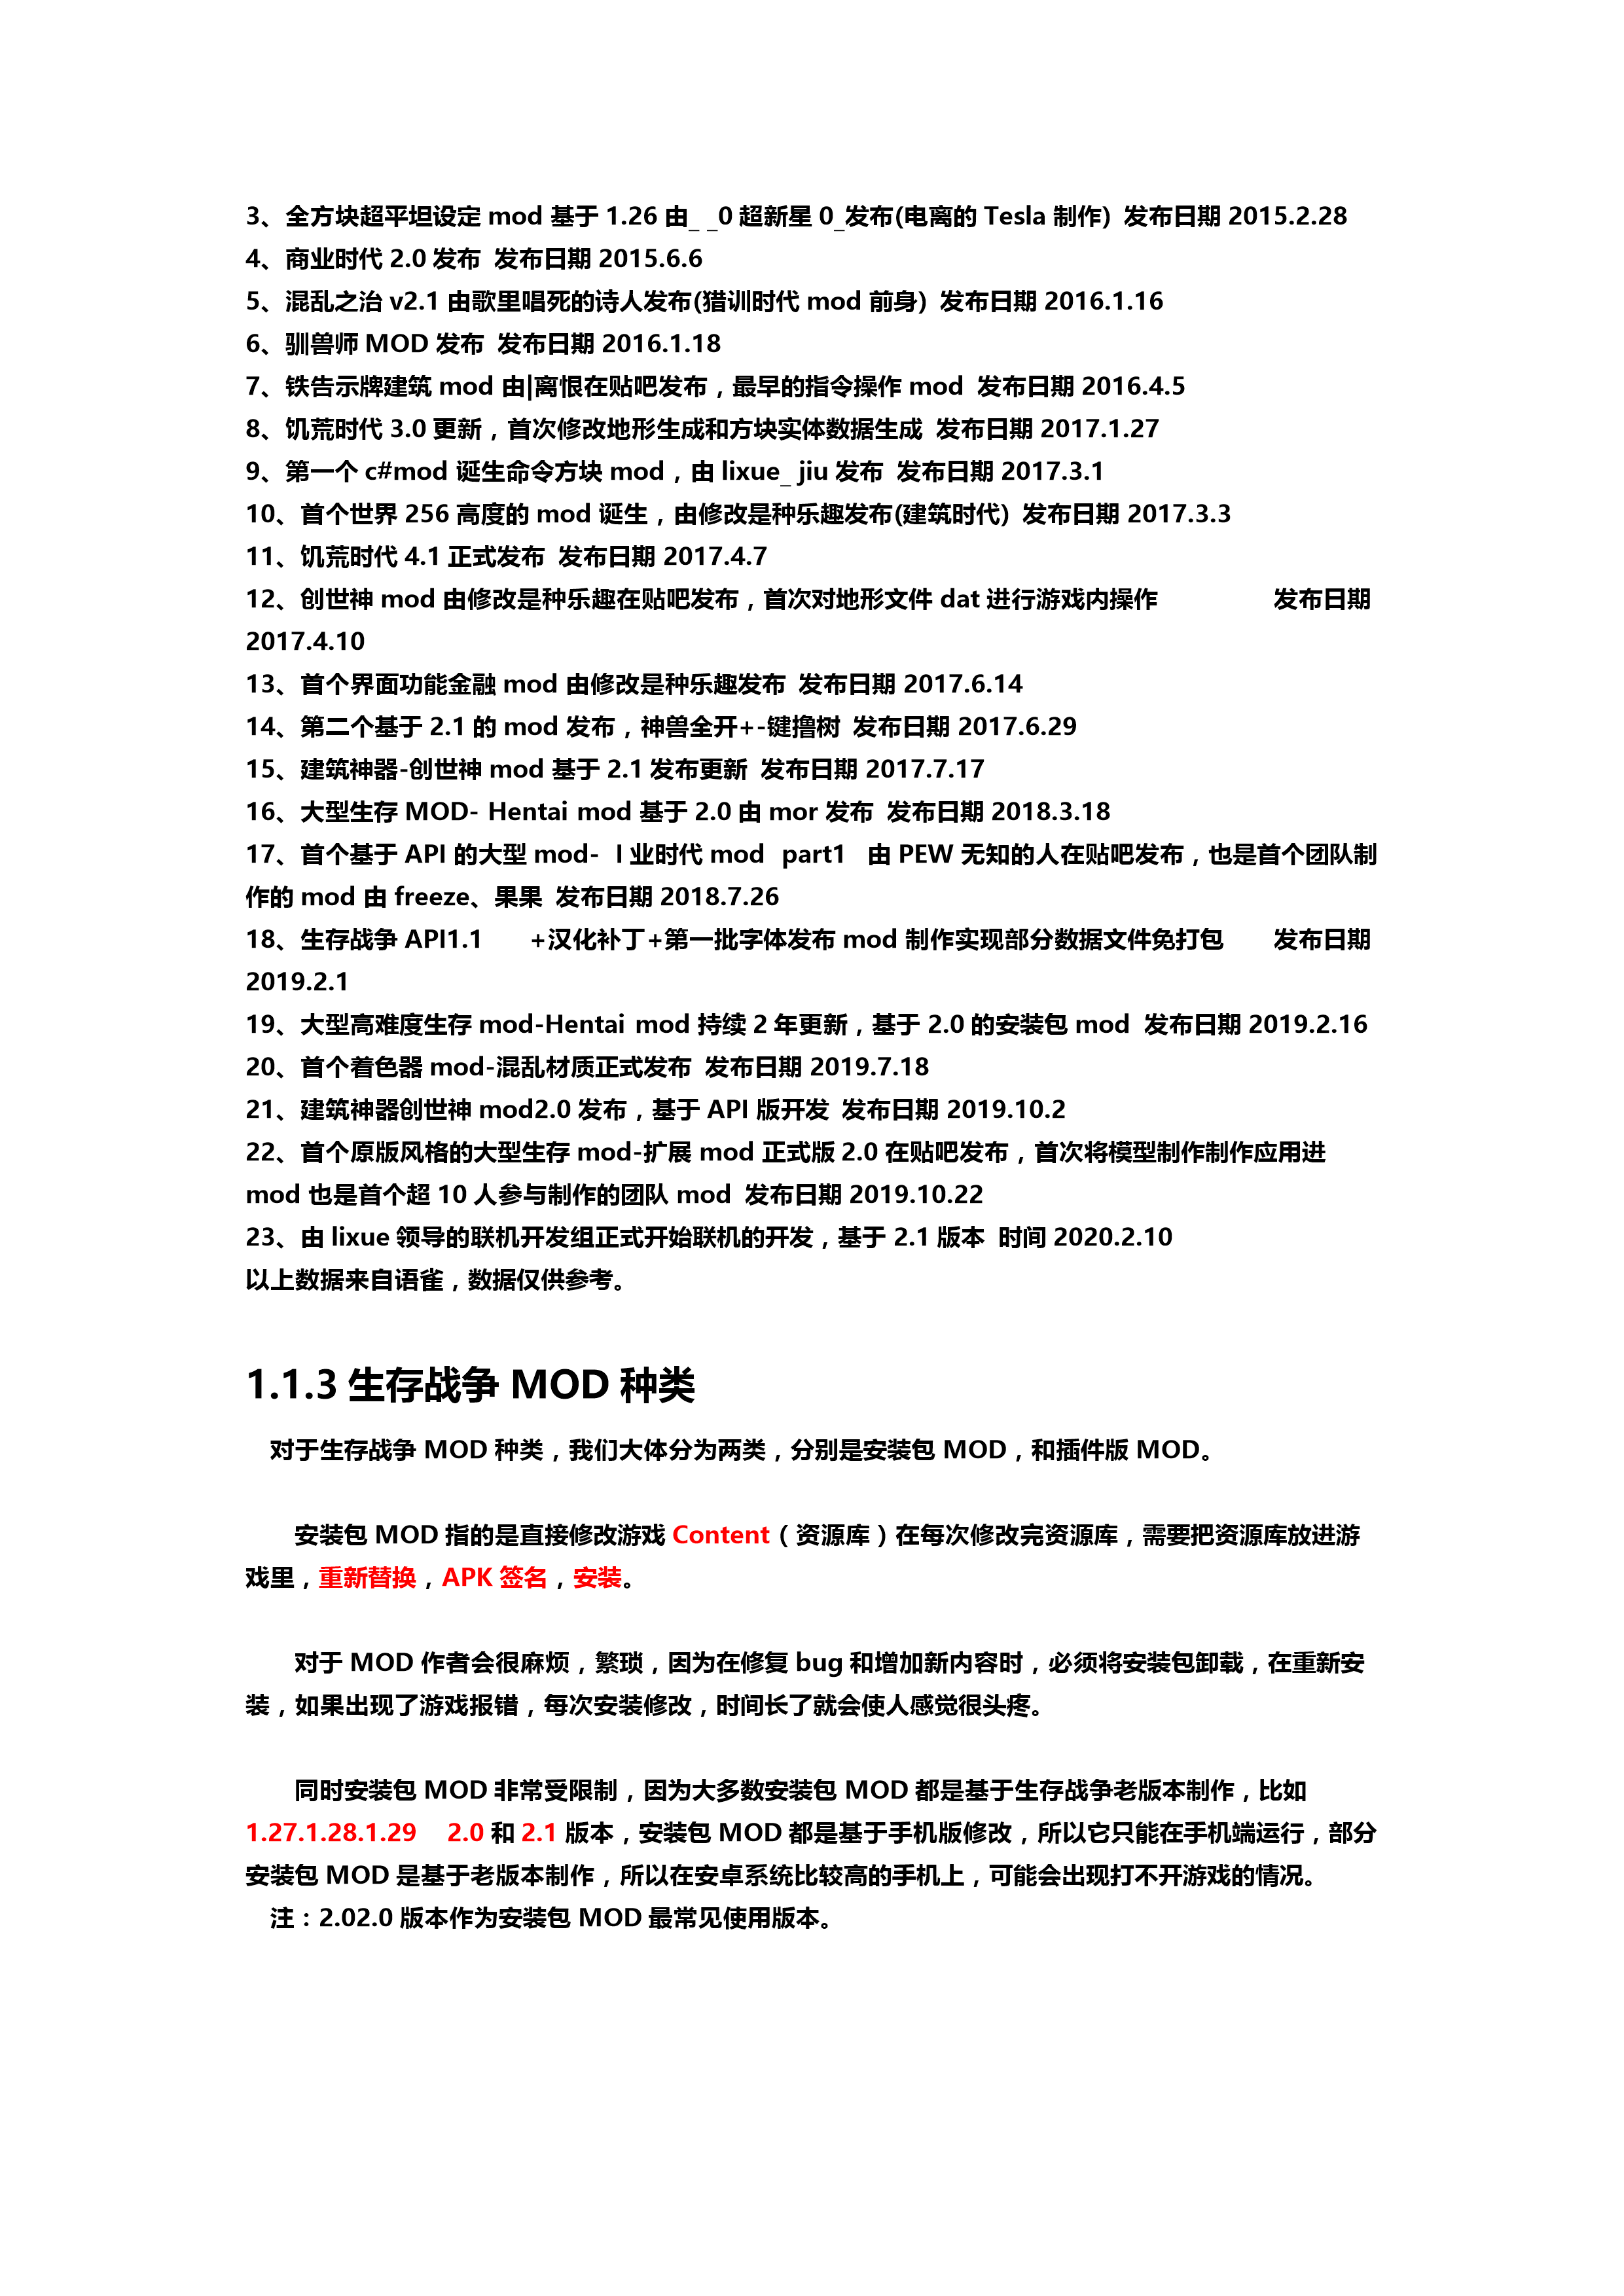 3、全方块超平坦设定 mod 基于 1.26 由_ _0 超新星 0_发布(电离的 Tesla 制作) 发布日期 2015.2.28
4、商业时代 2.0 发布 发布日期 2015.6.6
5、混乱之治 v2.1 由歌里唱死的诗人发布(猎训时代 mod 前身) 发布日期 2016.1.16
6、驯兽师 MOD 发布 发布日期 2016.1.18
7、铁告示牌建筑 mod 由|离恨在贴吧发布，最早的指令操作 mod 发布日期 2016.4.5
8、饥荒时代 3.0 更新，首次修改地形生成和方块实体数据生成 发布日期 2017.1.27
9、第一个 c#mod 诞生命令方块 mod，由 lixue_ jiu 发布 发布日期 2017.3.1
10、首个世界 256 高度的 mod 诞生，由修改是种乐趣发布(建筑时代) 发布日期 2017.3.3
11、饥荒时代 4.1 正式发布 发布日期 2017.4.7
12、创世神 mod 由修改是种乐趣在贴吧发布，首次对地形文件 dat 进行游戏内操作 发布日期
2017.4.10
13、首个界面功能金融 mod 由修改是种乐趣发布 发布日期 2017.6.14
14、第二个基于 2.1 的 mod 发布，神兽全开+-键撸树 发布日期 2017.6.29
15、建筑神器-创世神 mod 基于 2.1 发布更新 发布日期 2017.7.17
16、大型生存 MOD- Hentai mod 基于 2.0 由 mor 发布 发布日期 2018.3.18
17、首个基于 API 的大型 mod- I 业时代 mod part1 由 PEW 无知的人在贴吧发布，也是首个团队制
作的 mod 由 freeze、果果 发布日期 2018.7.26
18、生存战争 API1.1 +汉化补丁+第一批字体发布 mod 制作实现部分数据文件免打包 发布日期
2019.2.1
19、大型高难度生存 mod-Hentai mod 持续 2 年更新，基于 2.0 的安装包 mod 发布日期 2019.2.16
20、首个着色器 mod-混乱材质正式发布 发布日期 2019.7.18
21、建筑神器创世神 mod2.0 发布，基于 API 版开发 发布日期 2019.10.2
22、首个原版风格的大型生存 mod-扩展 mod 正式版 2.0 在贴吧发布，首次将模型制作制作应用进
mod 也是首个超 10 人参与制作的团队 mod 发布日期 2019.10.22
23、由 lixue 领导的联机开发组正式开始联机的开发，基于 2.1 版本 时间 2020.2.10
以上数据来自语雀，数据仅供参考。
1.1.3 生存战争 MOD 种类
对于生存战争 MOD 种类，我们大体分为两类，分别是安装包 MOD，和插件版 MOD。
安装包 MOD 指的是直接修改游戏 Content（资源库）在每次修改完资源库，需要把资源库放进游
戏里，重新替换，APK 签名，安装。
对于 MOD 作者会很麻烦，繁琐，因为在修复 bug 和增加新内容时，必须将安装包卸载，在重新安
装，如果出现了游戏报错，每次安装修改，时间长了就会使人感觉很头疼。
同时安装包 MOD 非常受限制，因为大多数安装包 MOD 都是基于生存战争老版本制作，比如
1.27.1.28.1.29 2.0 和 2.1 版本，安装包 MOD 都是基于手机版修改，所以它只能在手机端运行，部分
安装包 MOD 是基于老版本制作，所以在安卓系统比较高的手机上，可能会出现打不开游戏的情况。
注：2.02.0 版本作为安装包 MOD 最常见使用版本。